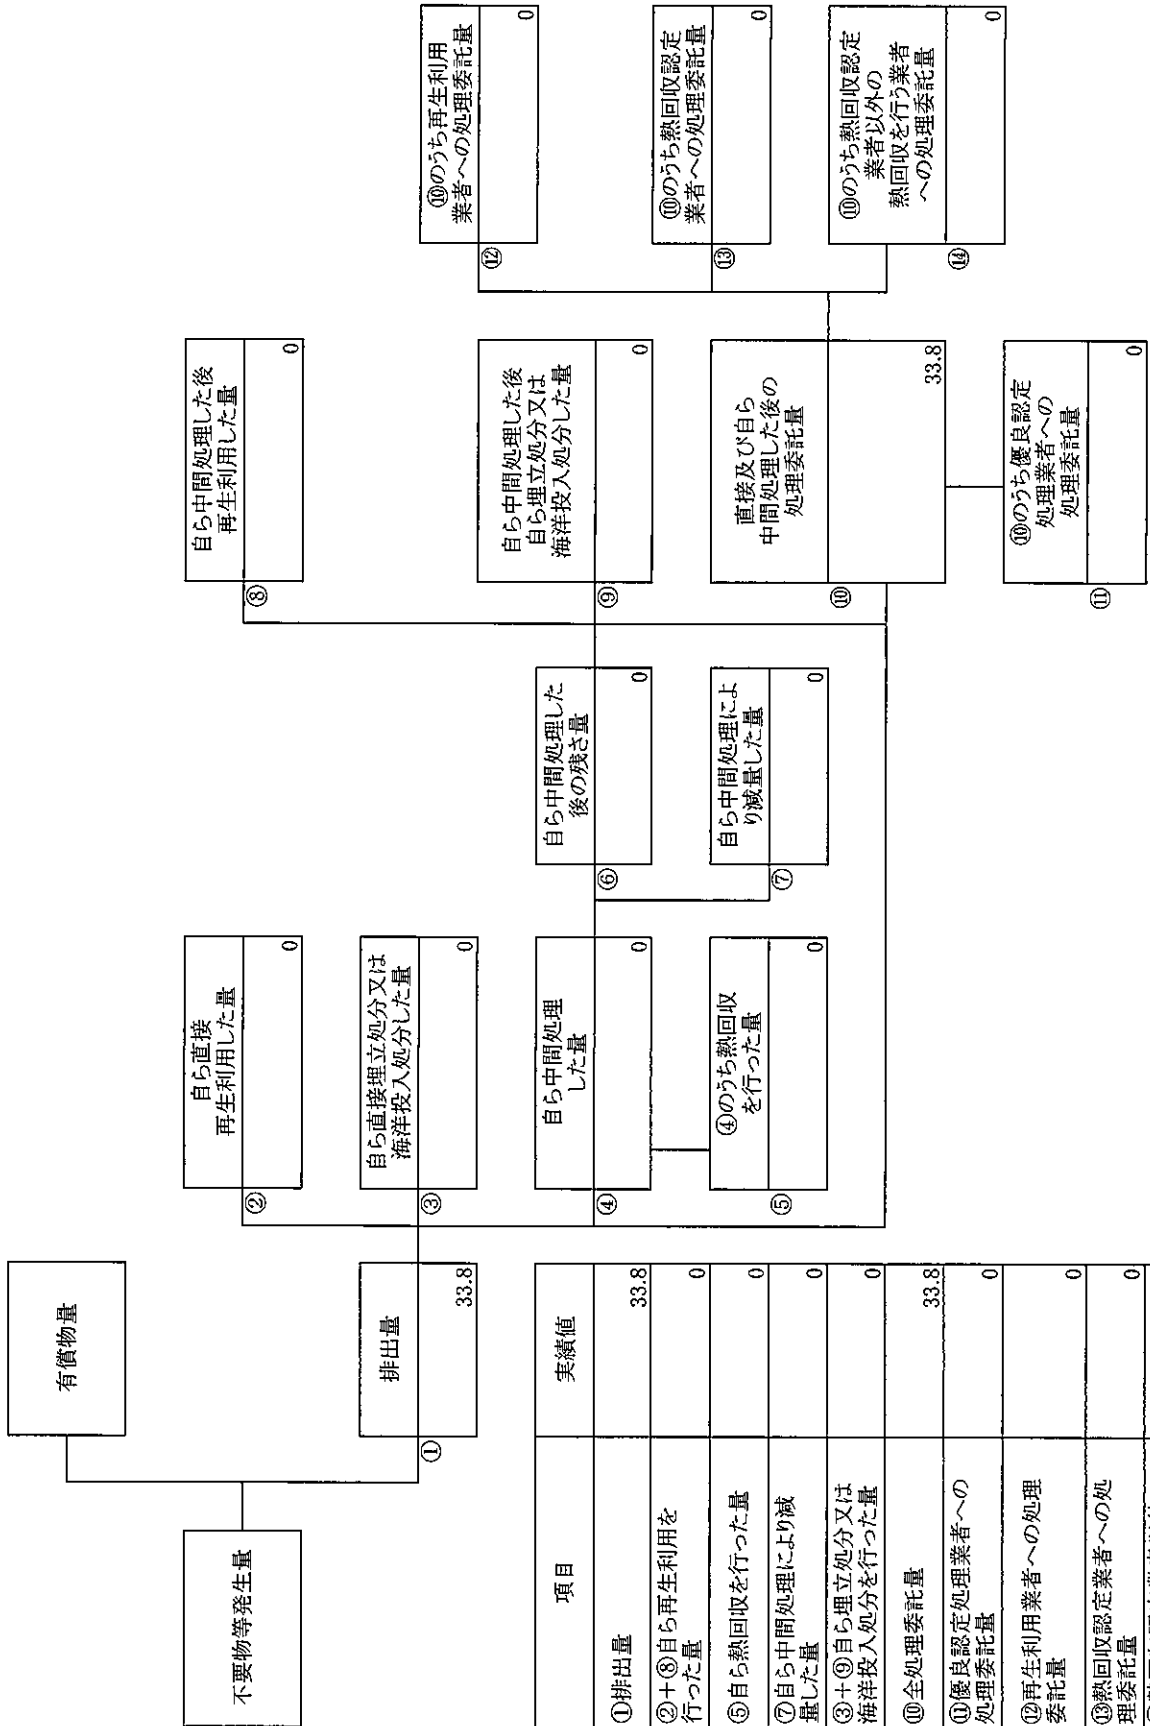 不要物等発生量
有償物量
①
排出量
33.8
②
自ら直接
再生利用した量
0
③
自ら直接埋立処分又は
海洋投入処分した量
0
④
自ら中間処理
した量
0
⑤
④のうち熱回収
を行った量
0
⑥
自ら中間処理した
後の残さ量
0
⑦
自ら中間処理によ
り減量した量
0
⑧
自ら中間処理した後
再生利用した量
0
⑨
自ら中間処理した後
自ら埋立処分又は
海洋投入処分した量
0
⑩
直接及び自ら
中間処理した後の
処理委託量
33.8
⑪
⑩のうち優良認定
処理業者への
処理委託量
0
⑫
⑩のうち再生利用
業者への処理委託量
0
⑬
⑩のうち熱回収認定
業者への処理委託量
0
⑭
⑩のうち熱回収認定
業者以外の
熱回収を行う業者
への処理委託量
0
項目 実績値
①排出量 33.8
②+⑧自ら再生利用を
行った量 0
⑤自ら熱回収を行った量 0
⑦自ら中間処理により減
量した量 0
③+⑨自ら埋立処分又は
海洋投入処分を行った量 0
⑩全処理委託量 33.8
⑪優良認定処理業者への
処理委託量 0
⑫再生利用業者への処理
委託量 0
⑬熱回収認定業者への処
理委託量 0